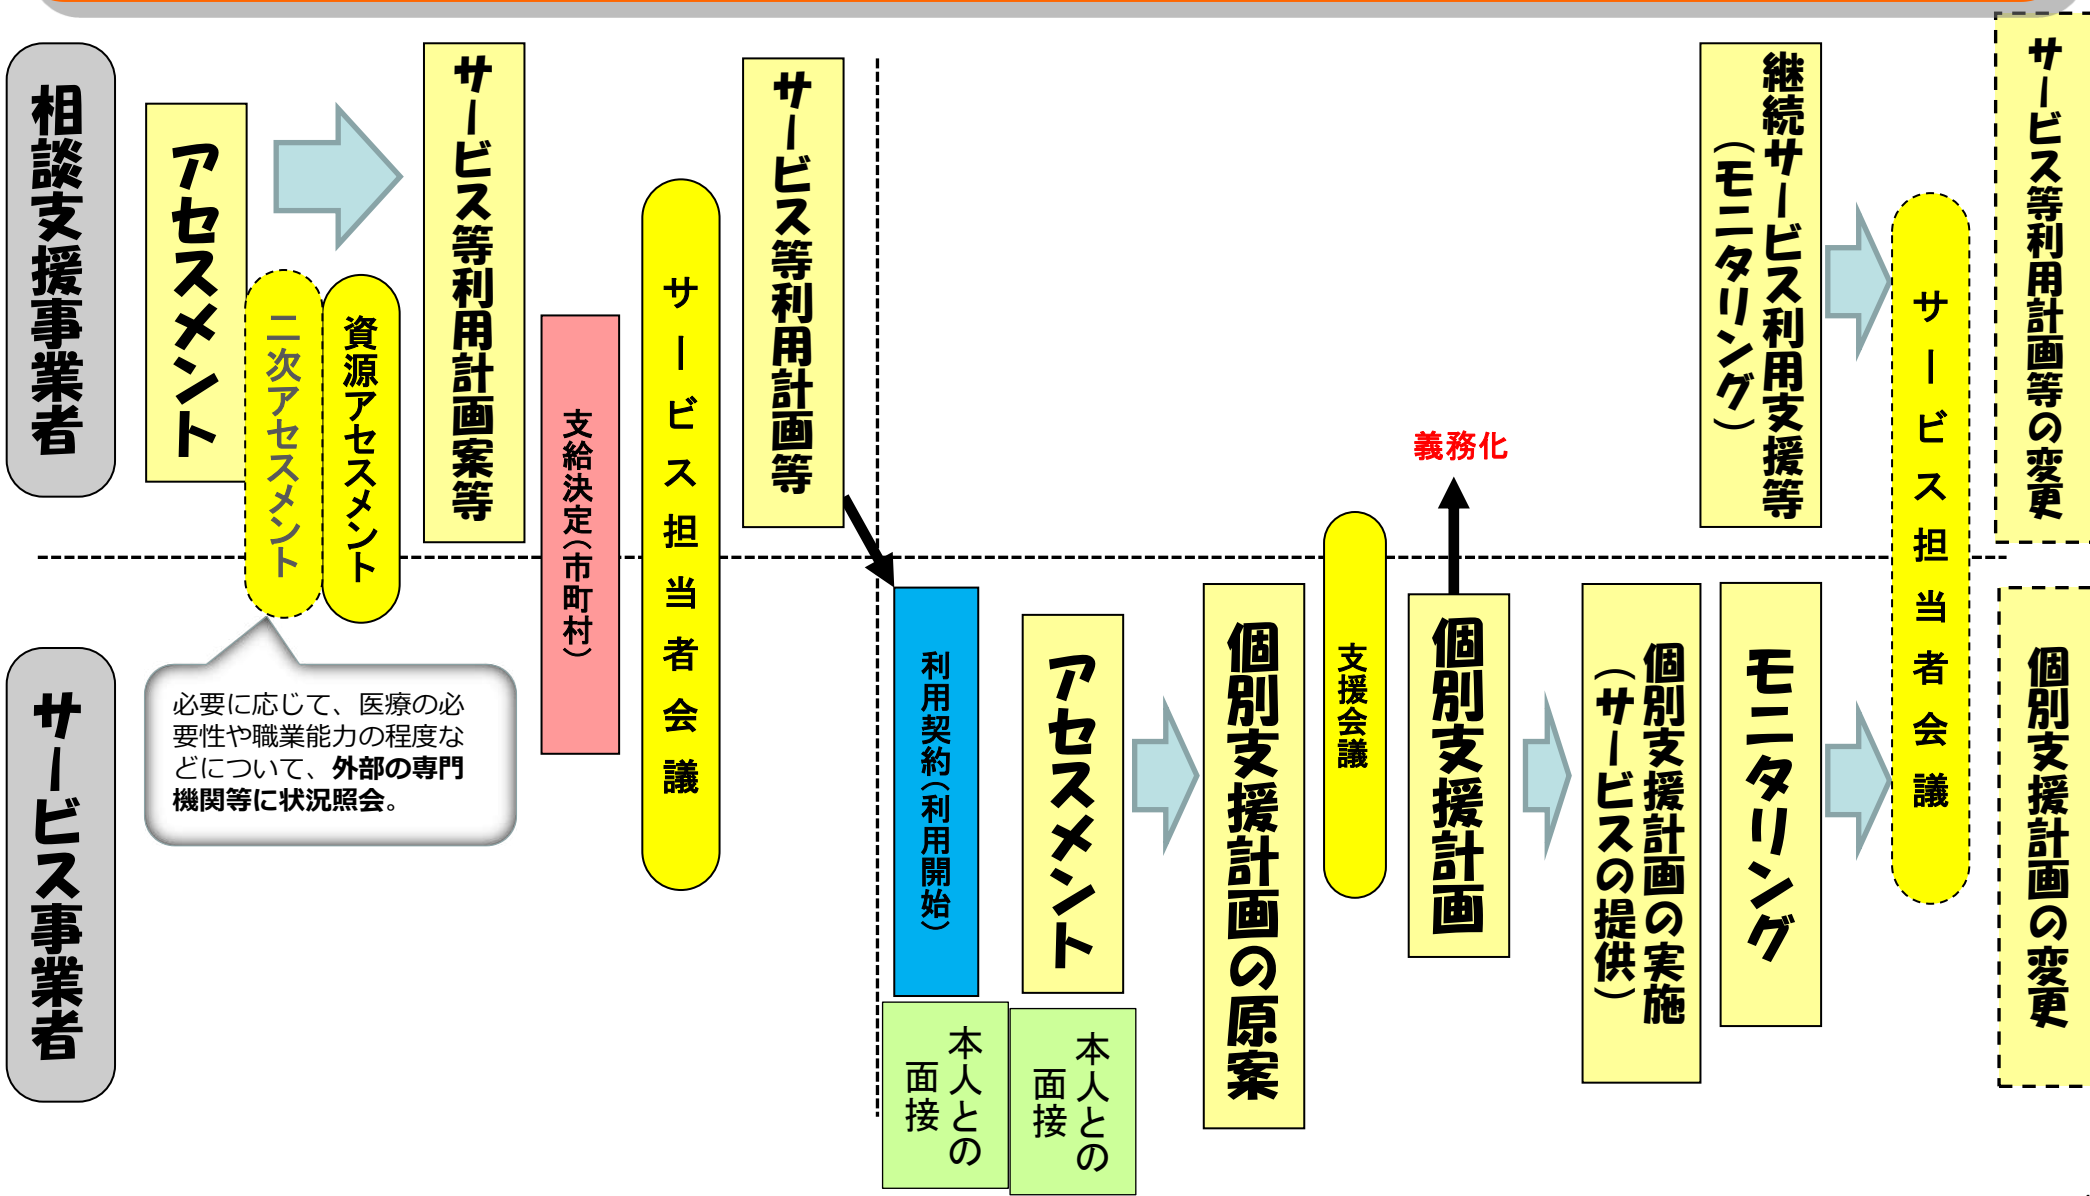 相談支援事業者
アセスメント
二次アセスメント
資源アセスメント
サービス等利用計画案等
支給決定（市町村）
サービス担当者会議
サービス等利用計画等
継続サービス利用支援等
（モニタリング）
サービス担当者会議
サービス等利用計画等の変更
義務化
サービス事業者
必要に応じて、医療の必
要性や職業能力の程度な
どについて、外部の専門
機関等に状況照会。
利用契約（利用開始）
本人との
面接
アセスメント
本人との
面接
個別支援計画の原案
支援会議
個別支援計画
個別支援計画の実施
（サービスの提供）
モニタリング
個別支援計画の変更